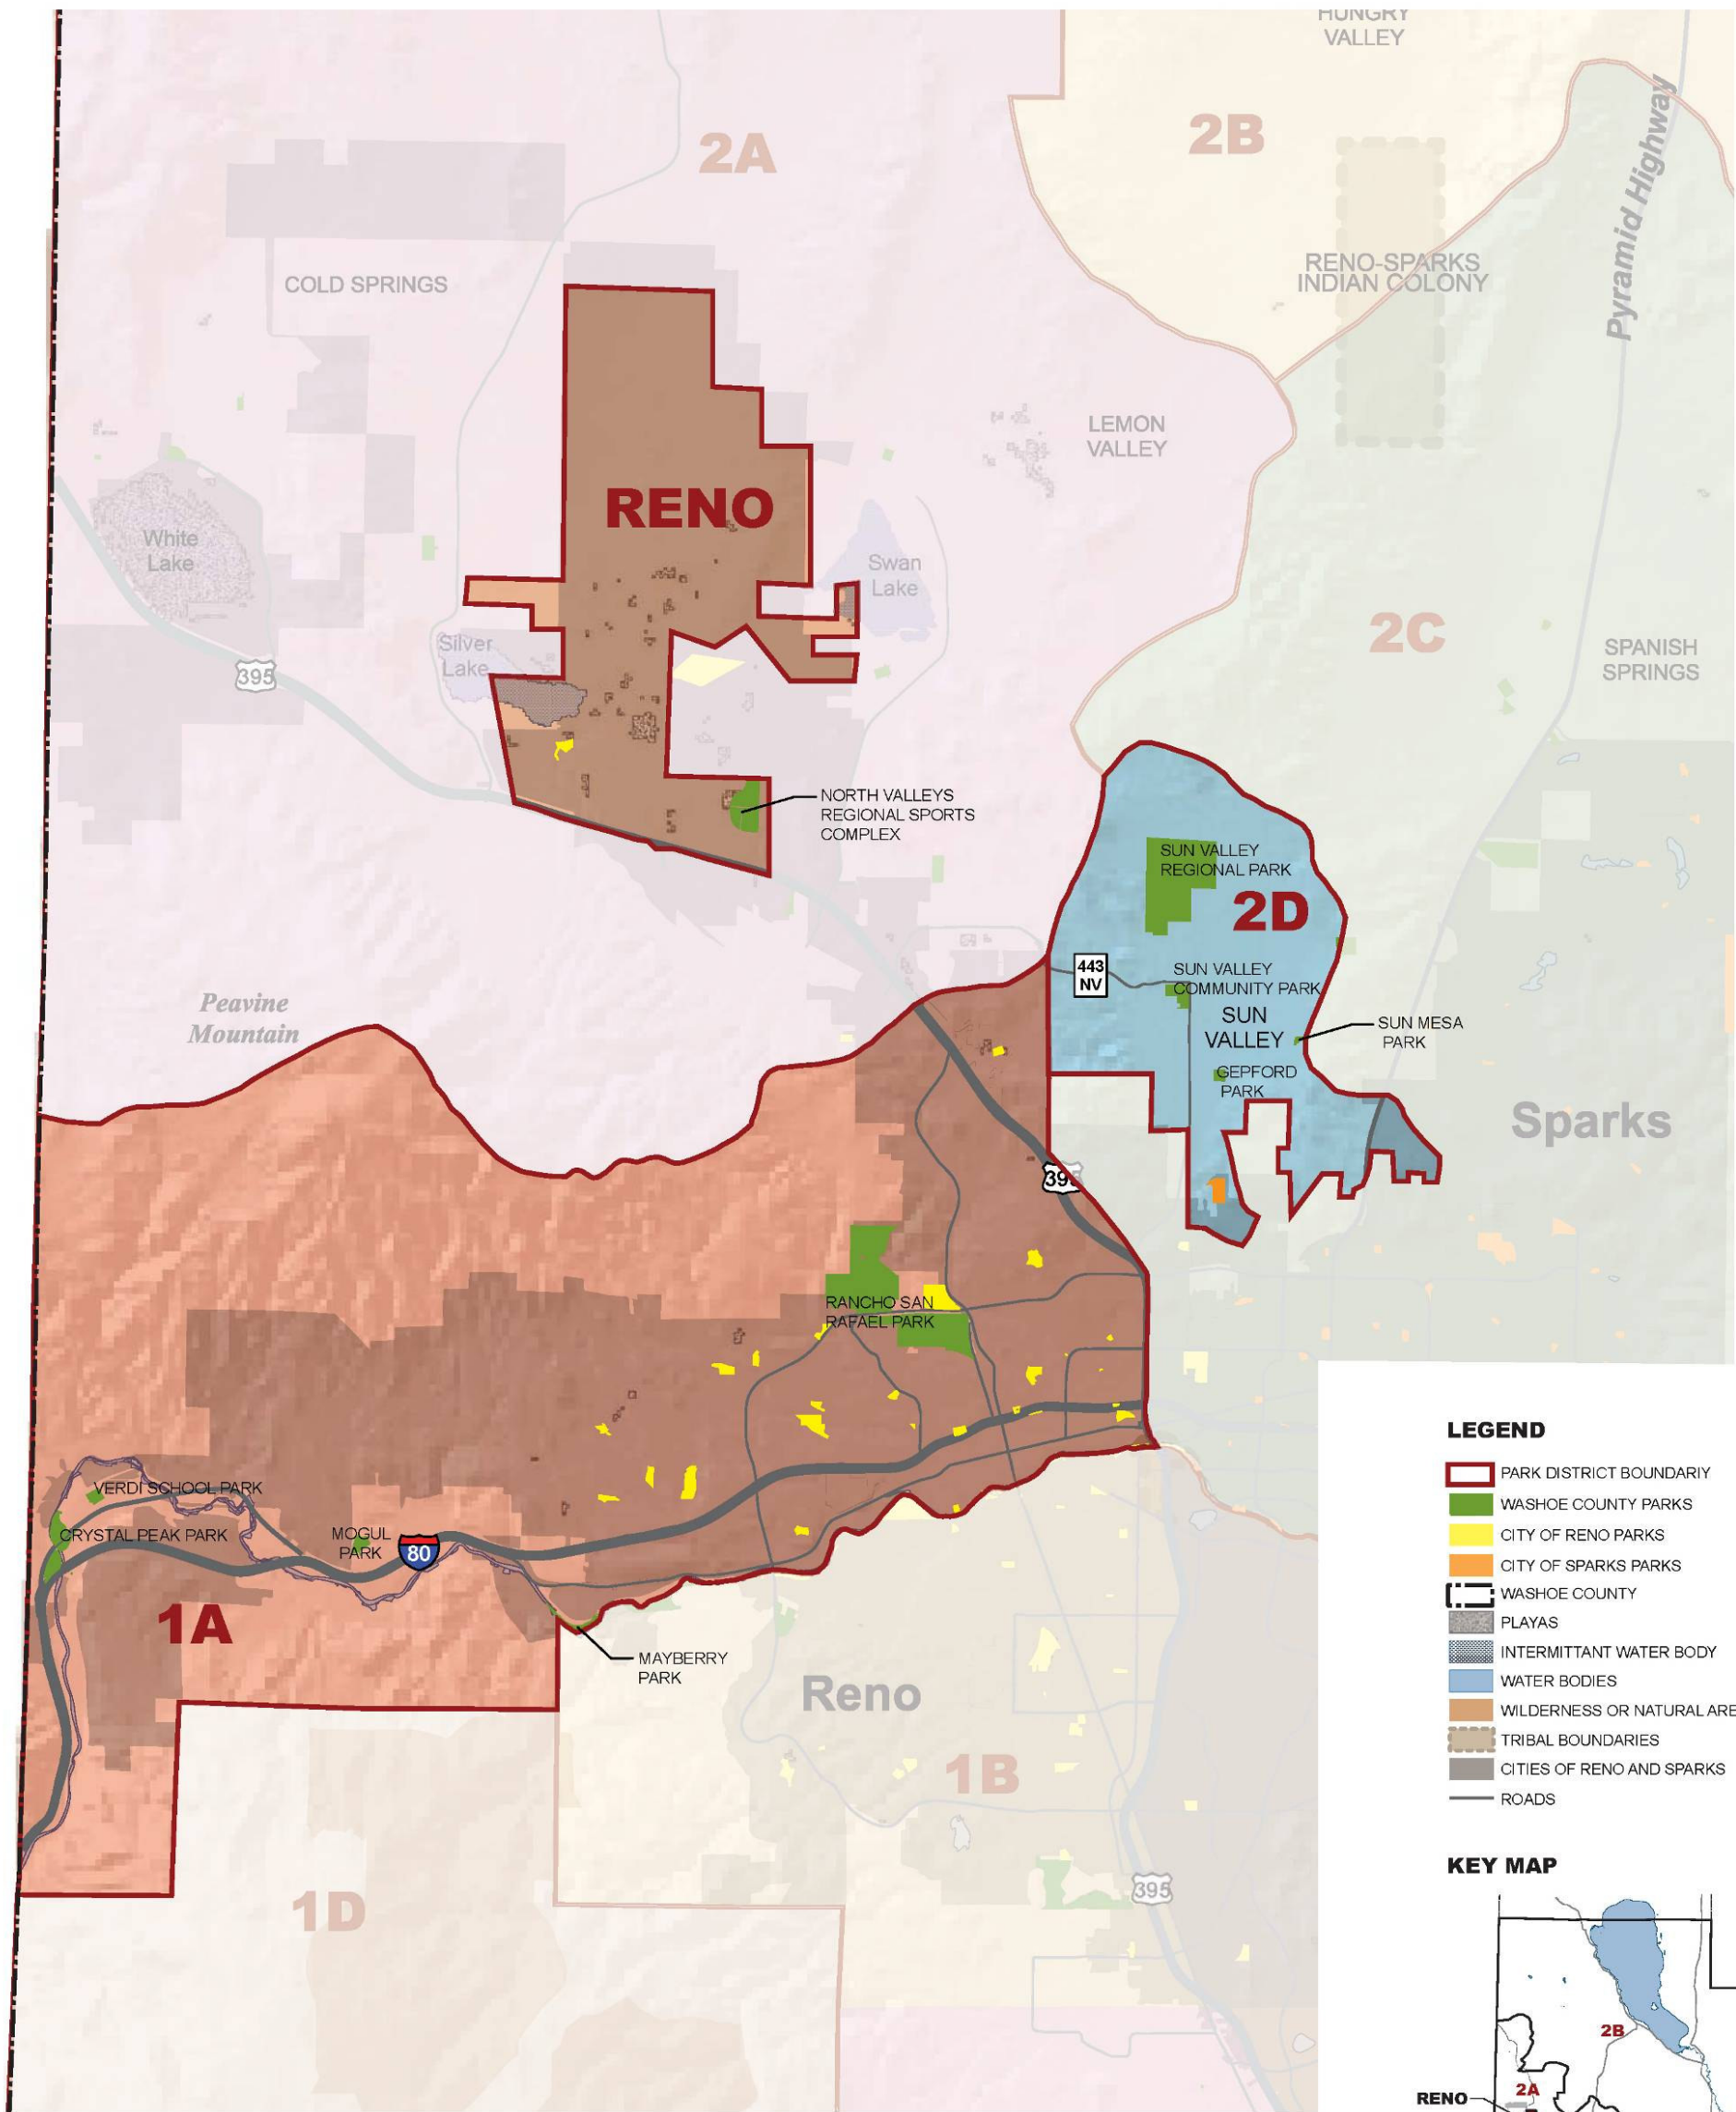 HUNGRY
VALLEY
2A
2B
Pyramid Highway
COLD SPRINGS
RENO-SPARKS
INDIAN COLONY
LEMON
VALLEY
RENO
White
Lake
Swan
Lake
2C
SPANISH
SPRINGS
Silver
Lake
395
NORTH VALLEYS
REGIONAL SPORTS
COMPLEX
SUN VALLEY
REGIONAL PARK
2D
443
NV
SUN VALLEY
COMMUNITY PARK
SUN
VALLEY
SUN MESA
PARK
Peavine
Mountain
GEPFORD
PARK
Sparks
395
RANCHO SAN
RAFAEL PARK
VERDI SCHOOL PARK
CRYSTAL PEAK PARK
MOGUL
PARK
80
1A
MAYBERRY
PARK
Reno
1B
395
1D
LEGEND
PARK DISTRICT BOUNDARIY
WASHOE COUNTY PARKS
CITY OF RENO PARKS
CITY OF SPARKS PARKS
WASHOE COUNTY
PLAYAS
INTERMITTANT WATER BODY
WATER BODIES
WILDERNESS OR NATURAL ARE
TRIBAL BOUNDARIES
CITIES OF RENO AND SPARKS
ROADS
KEY MAP
2B
2A
RENO